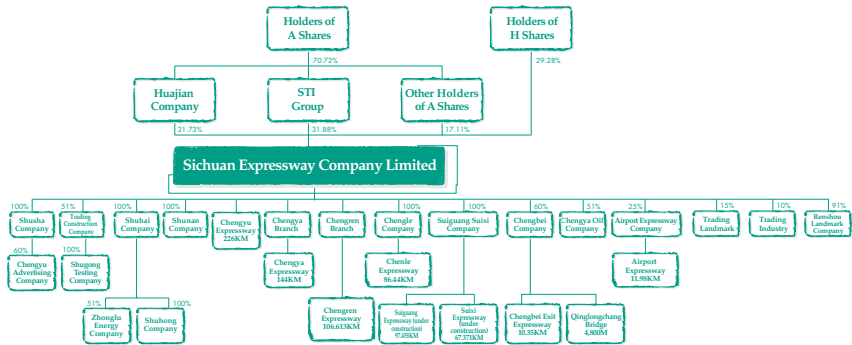 Holders of
A Shares
Holders of
H Shares
70.72%
29.28%
Huajian
Company
STI
Group
Other Holders
of A Shares
21.73%
31.88%
17.11%
Sichuan Expressway Company Limited
100%
51%
100%
100%
100%
100%
60%
51%
25%
15%
10%
91%
Shusha
Company
Trading
Construction
Company
Shuhai
Company
Shunan
Company
Chengyu
Expressway
226KM
Chengya
Branch
Chengren
Branch
Chengle
Company
Suiguang Suixi
Company
Chengbei
Company
Chengya Oil
Company
Airport Expressway
Company
Trading
Landmark
Trading
Industry
Renshou
Landmark
Company
60%
100%
Chengyu
Advertising
Company
Shugong
Testing
Company
Chengya
Expressway
144KM
Chenle
Expressway
86.44KM
Airport
Expressway
11.98KM
51%
100%
Zhonglu
Energy
Company
Shuhong
Company
Chengren
Expressway
106.613KM
Suiguang
Expressway (under
construction)
97.455KM
Suixi
Expressway
(under
construction)
67.371KM
Chengbei Exit
Expressway
10.35KM
Qinglongchang
Bridge
4,800M